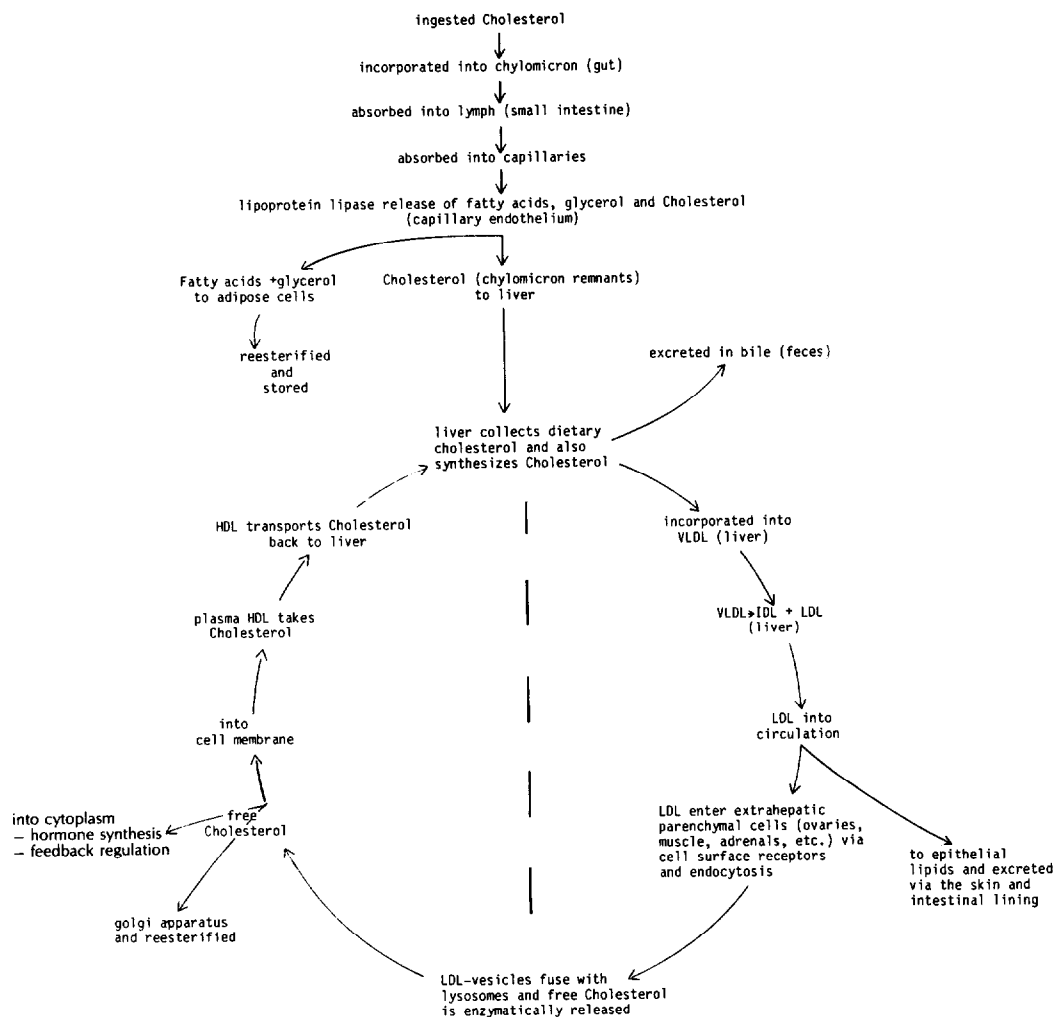 ingested Cholesterol
incorporated into chylomicron (gut)
absorbed into lymph (small intestine)
absorbed into capillaries
lipoprotein lipase release of fatty acids, glycerol and Cholesterol
(capillary endothelium)
Fatty acids +glycerol
to adipose cells
reesterified
and
stored
Cholesterol (chylomicron remnants)
to liver
excreted in bile (feces)
liver collects dietary
cholesterol and also
synthesizes Cholesterol
incorporated into
VLDL (liver)
VLDL→IDL + LDL
(liver)
LDL into
circulation
LDL enter extrahepatic
parenchymal cells (ovaries,
muscle, adrenals, etc.) via
cell surface receptors
and endocytosis
to epithelial
lipids and excreted
via the skin and
intestinal lining
LDL-vesicles fuse with
lysosomes and free Cholesterol
is enzymatically released
free
Cholesterol
into cytoplasm
– hormone synthesis
– feedback regulation
golgi apparatus
and reesterified
into
cell membrane
plasma HDL takes
Cholesterol
HDL transports Cholesterol
back to liver